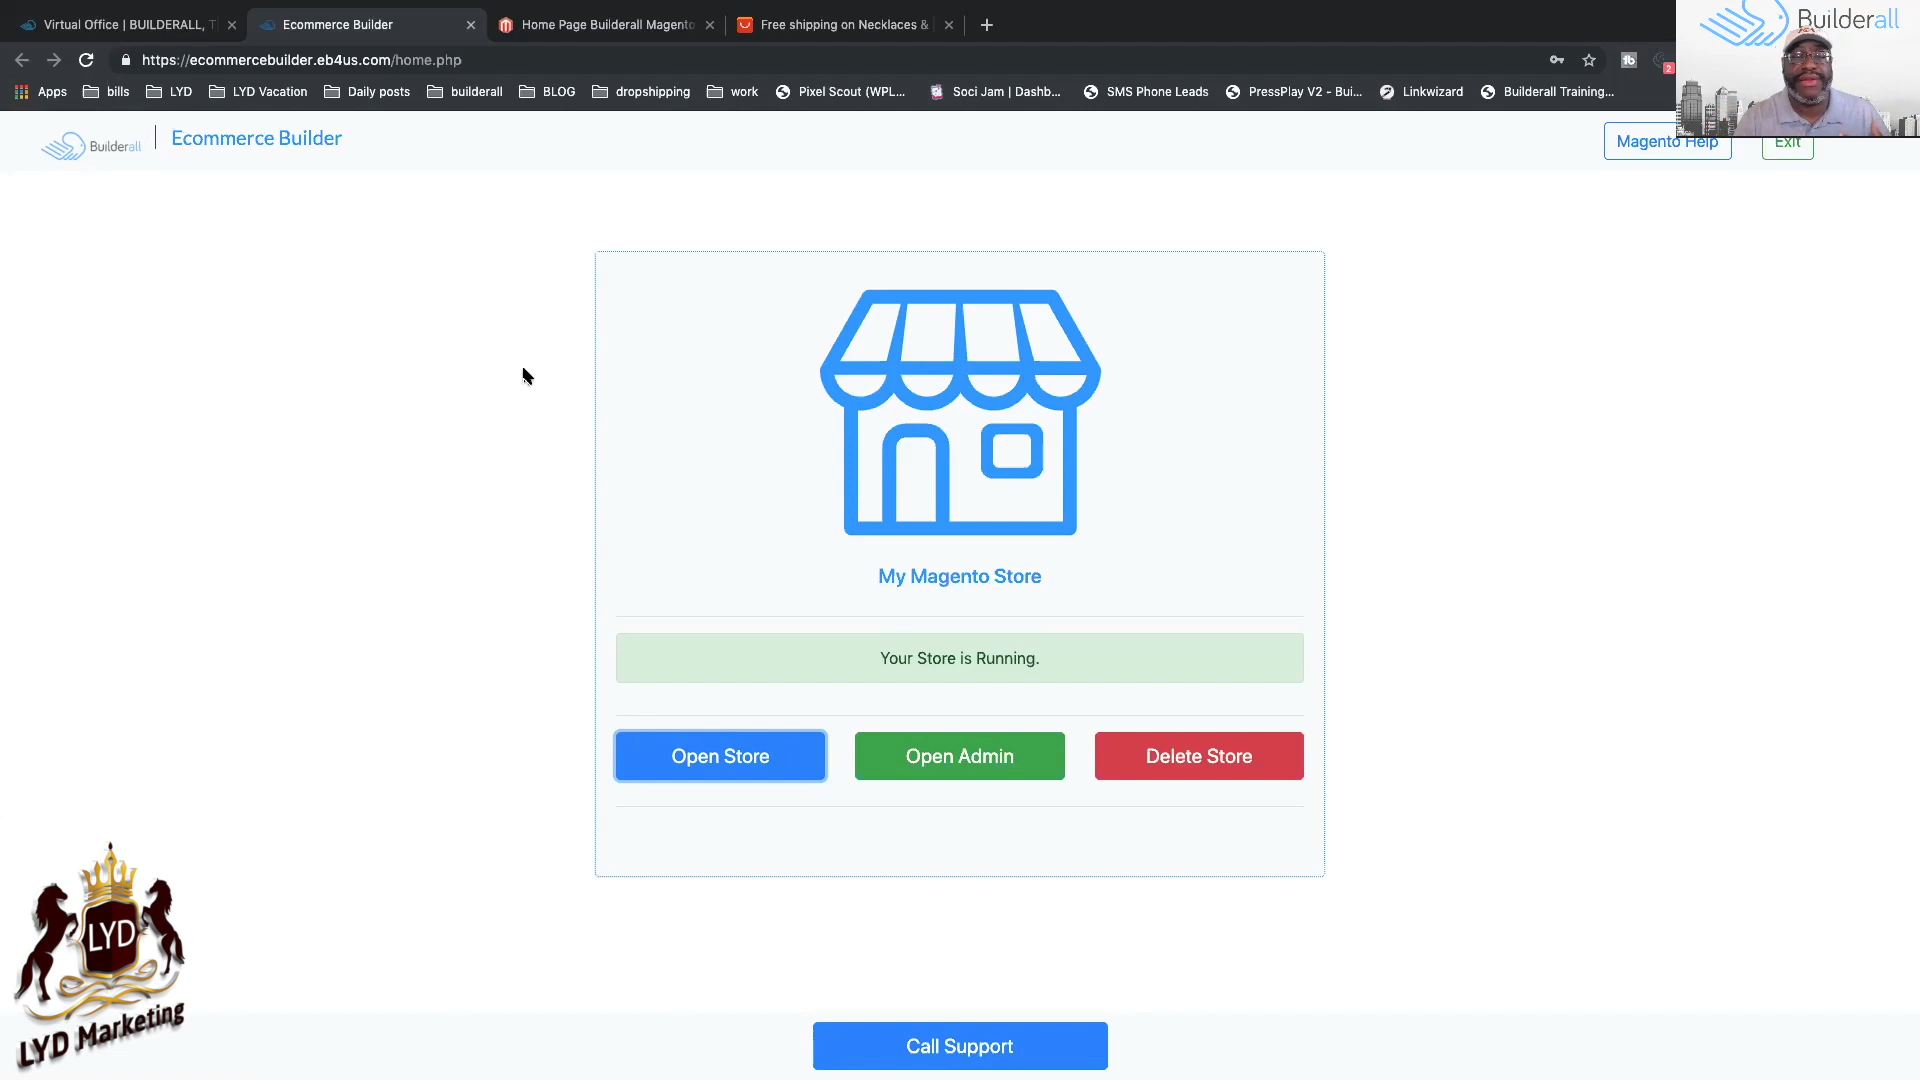 Virtual Office | BUILDERALL, T
Ecommerce Builder
Home Page Builderall Magento
Free shipping on Necklaces &
https://ecommercebuilder.eb4us.com/home.php
Apps
bills
LYD
LYD Vacation
Daily posts
builderall
BLOG
dropshipping
work
Pixel Scout (WPL...
Soci Jam | Dashb...
SMS Phone Leads
PressPlay V2 - Bui...
Linkwizard
Builderall Training...
tb
2
Builderall
Builderall
Ecommerce Builder
Magento Help
Exit
My Magento Store
Your Store is Running.
Open Store
Open Admin
Delete Store
LYD
LYD Marketing
Call Support